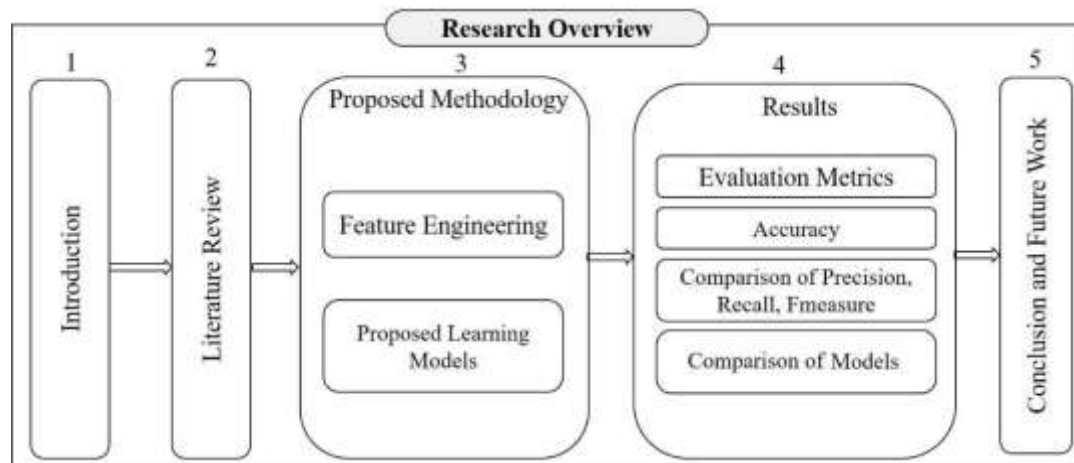 Research Overview
1
Introduction
2
Literature Review
3
Proposed Methodology
Feature Engineering
Proposed Learning
Models
4
Results
Evaluation Metrics
Accuracy
Comparison of Precision,
Recall, Fmeasure
Comparison of Models
5
Conclusion and Future Work